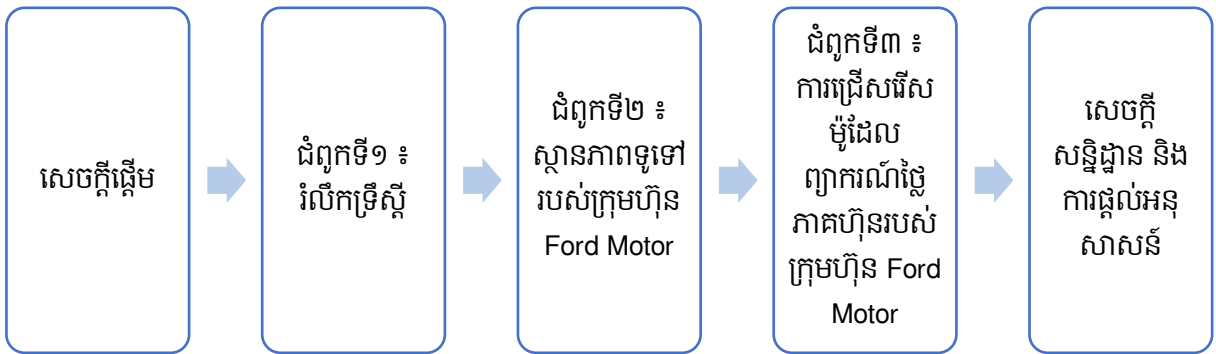 សេចក្តីផ្តើម
ជំពូកទី១ ៖
រំលឹកទ្រឹស្តី
ជំពូកទី២ ៖
ស្ថានភាពទូទៅ
របស់ក្រុមហ៊ុន
Ford Motor
ជំពូកទី៣ ៖
ការជ្រើសរើស
ម៉ូដែល
ព្យាករណ៍ថ្លៃ
ភាគហ៊ុនរបស់
ក្រុមហ៊ុន Ford
Motor
សេចក្តី
សន្និដ្ឋាន និង
ការផ្តល់អនុ
សាសន៍